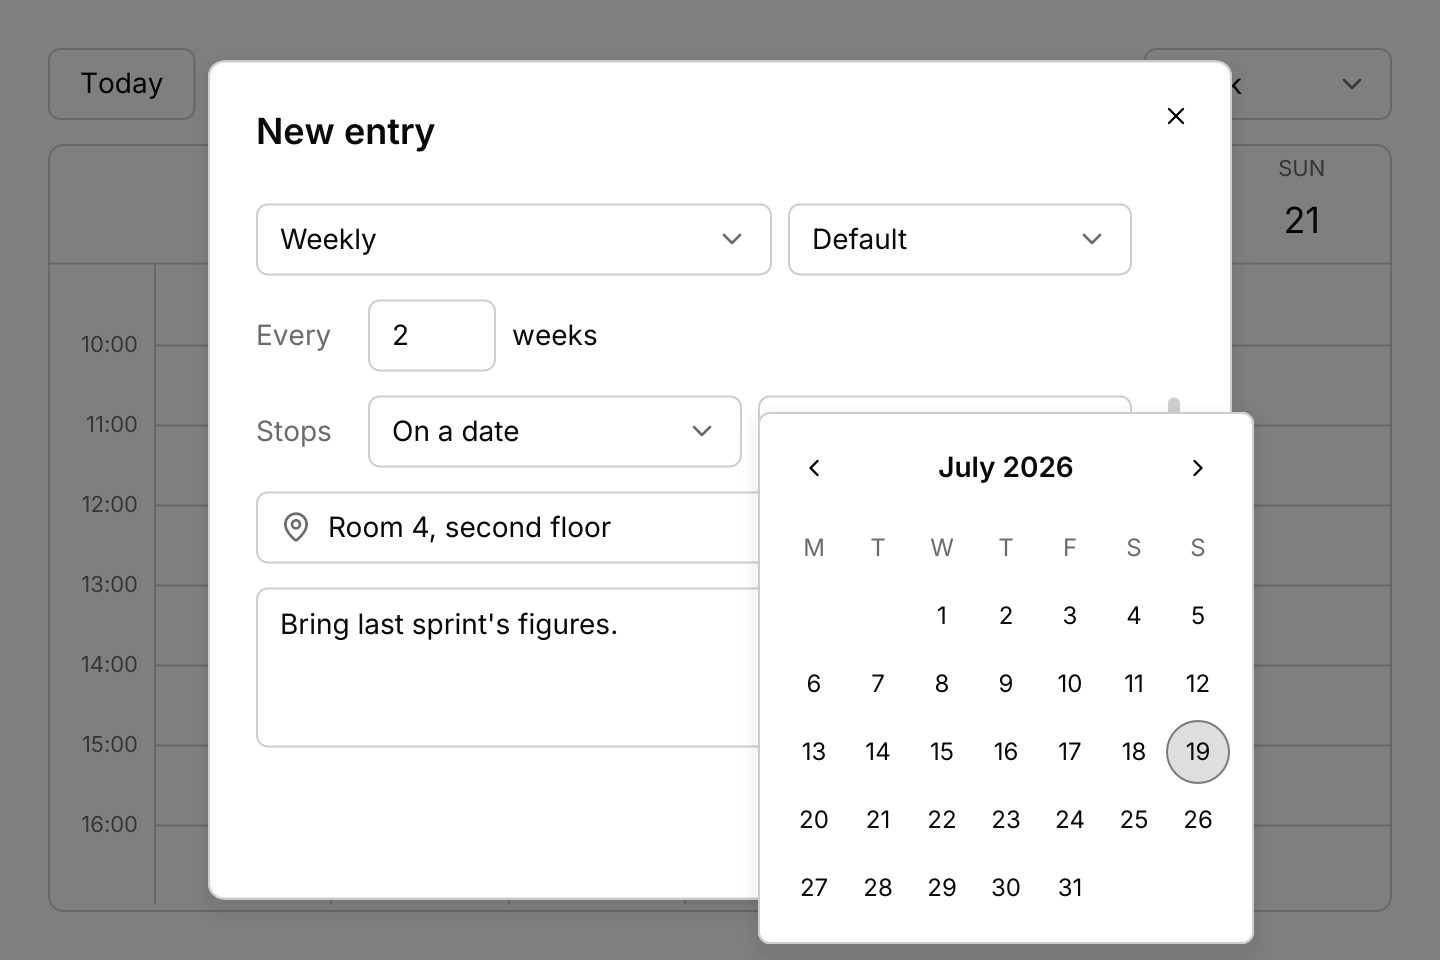 Today
k
SUN
21
10:00
11:00
12:00
13:00
14:00
15:00
16:00
New entry
Weekly
Default
Every 2 weeks
Stops On a date
Room 4, second floor
Bring last sprint's figures.
July 2026
M T W T F S S
1 2 3 4 5
6 7 8 9 10 11 12
13 14 15 16 17 18 19
20 21 22 23 24 25 26
27 28 29 30 31